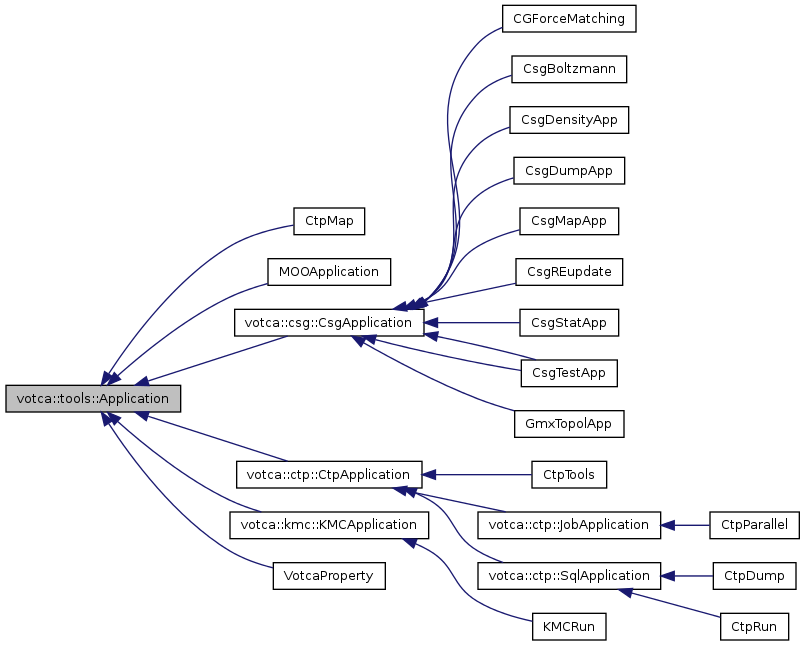 CGForceMatching
CsgBoltzmann
CsgDensityApp
CsgDumpApp
CtpMap
CsgMapApp
MOOApplication
CsgREupdate
votca::csg::CsgApplication
CsgStatApp
CsgTestApp
votca::tools::Application
GmxTopolApp
votca::ctp::CtpApplication
CtpTools
votca::kmc::KMCApplication
votca::ctp::JobApplication
CtpParallel
VotcaProperty
votca::ctp::SqlApplication
CtpDump
KMCRun
CtpRun